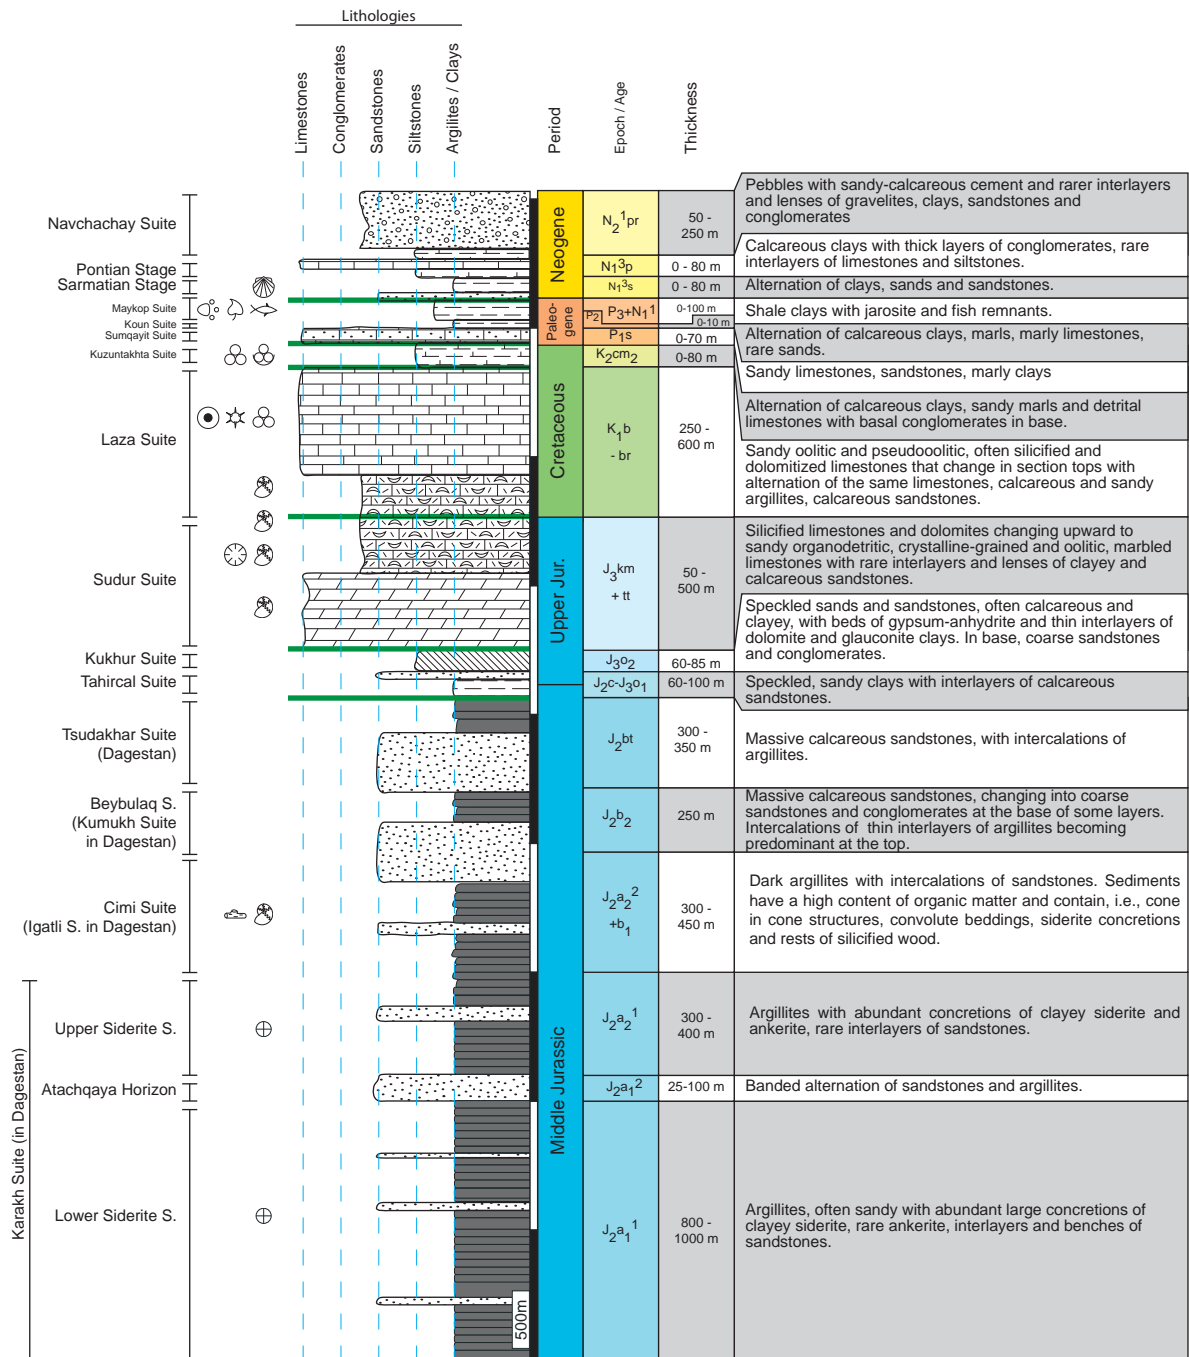 Lithologies
Limestones
Conglomerates
Sandstones
Siltstones
Argilites / Clays
Period
Epoch / Age
Thickness
Navchachay Suite
Pontian Stage
Sarmatian Stage
Maykop Suite
Koun Suite
Sumqayit Suite
Kuzuntakhta Suite
Laza Suite
Sudur Suite
Kukhur Suite
Tahircal Suite
Tsudakhar Suite
(Dagestan)
Beybulaq S.
(Kumukh Suite
in Dagestan)
Cimi Suite
(Igatli S. in Dagestan)
Karakh Suite (in Dagestan)
Upper Siderite S.
Atachqaya Horizon
Lower Siderite S.
500m
Neogene
Paleo-
gene
Cretaceous
Upper Jur.
Middle Jurassic
N21pr
N13p
N13s
P2
P3+N11
P1s
K2cm2
K1b
- br
J3km
+ tt
J3o2
J2c-J3o1
J2bt
J2b2
J2a22
+b1
J2a21
J2a12
J2a11
50 -
250 m
0 - 80 m
0 - 80 m
0-100 m
0-10 m
0-70 m
0-80 m
250 -
600 m
50 -
500 m
60-85 m
60-100 m
300 -
350 m
250 m
300 -
450 m
300 -
400 m
25-100 m
800 -
1000 m
Pebbles with sandy-calcareous cement and rarer interlayers
and lenses of gravelites, clays, sandstones and
conglomerates
Calcareous clays with thick layers of conglomerates, rare
interlayers of limestones and siltstones.
Alternation of clays, sands and sandstones.
Shale clays with jarosite and fish remnants.
Alternation of calcareous clays, marls, marly limestones,
rare sands.
Sandy limestones, sandstones, marly clays
Alternation of calcareous clays, sandy marls and detrital
limestones with basal conglomerates in base.
Sandy oolitic and pseudooolitic, often silicified and
dolomitized limestones that change in section tops with
alternation of the same limestones, calcareous and sandy
argillites, calcareous sandstones.
Silicified limestones and dolomites changing upward to
sandy organodetritic, crystalline-grained and oolitic, marbled
limestones with rare interlayers and lenses of clayey and
calcareous sandstones.
Speckled sands and sandstones, often calcareous and
clayey, with beds of gypsum-anhydrite and thin interlayers of
dolomite and glauconite clays. In base, coarse sandstones
and conglomerates.
Speckled, sandy clays with interlayers of calcareous
sandstones.
Massive calcareous sandstones, with intercalations of
argillites.
Massive calcareous sandstones, changing into coarse
sandstones and conglomerates at the base of some layers.
Intercalations of thin interlayers of argillites becoming
predominant at the top.
Dark argillites with intercalations of sandstones. Sediments
have a high content of organic matter and contain, i.e., cone
in cone structures, convolute beddings, siderite concretions
and rests of silicified wood.
Argillites with abundant concretions of clayey siderite and
ankerite, rare interlayers of sandstones.
Banded alternation of sandstones and argillites.
Argillites, often sandy with abundant large concretions of
clayey siderite, rare ankerite, interlayers and benches of
sandstones.